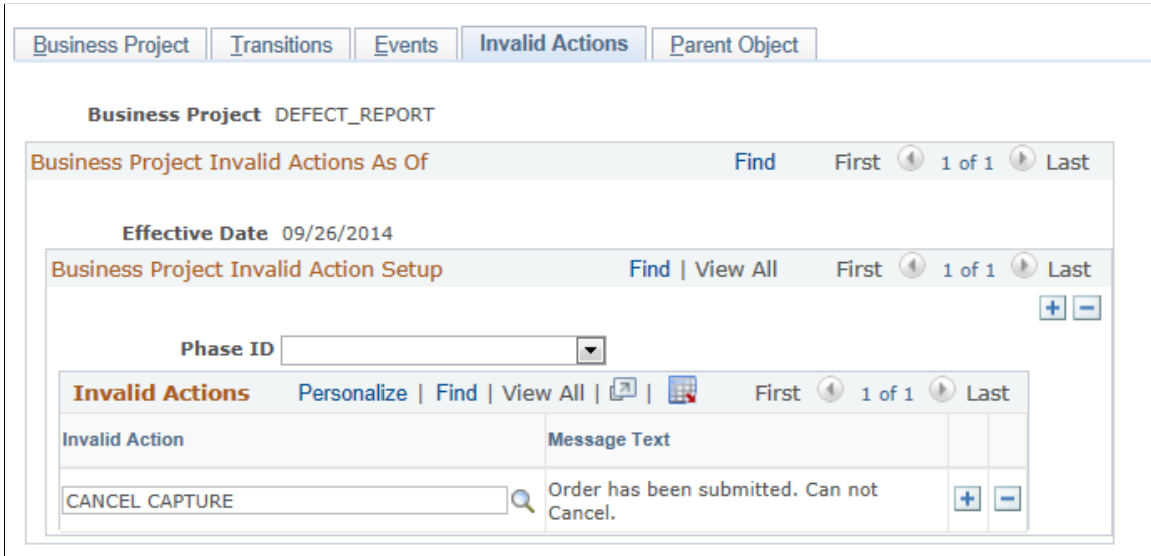 Business Project Transitions Events Invalid Actions Parent Object
Business Project DEFECT_REPORT
Business Project Invalid Actions As Of Find First 1 of 1 Last
Effective Date 09/26/2014
Business Project Invalid Action Setup Find | View All First 1 of 1 Last
Phase ID
Invalid Actions Personalize | Find | View All | | First 1 of 1 Last
Invalid Action Message Text
CANCEL CAPTURE Order has been submitted. Can not
Cancel.